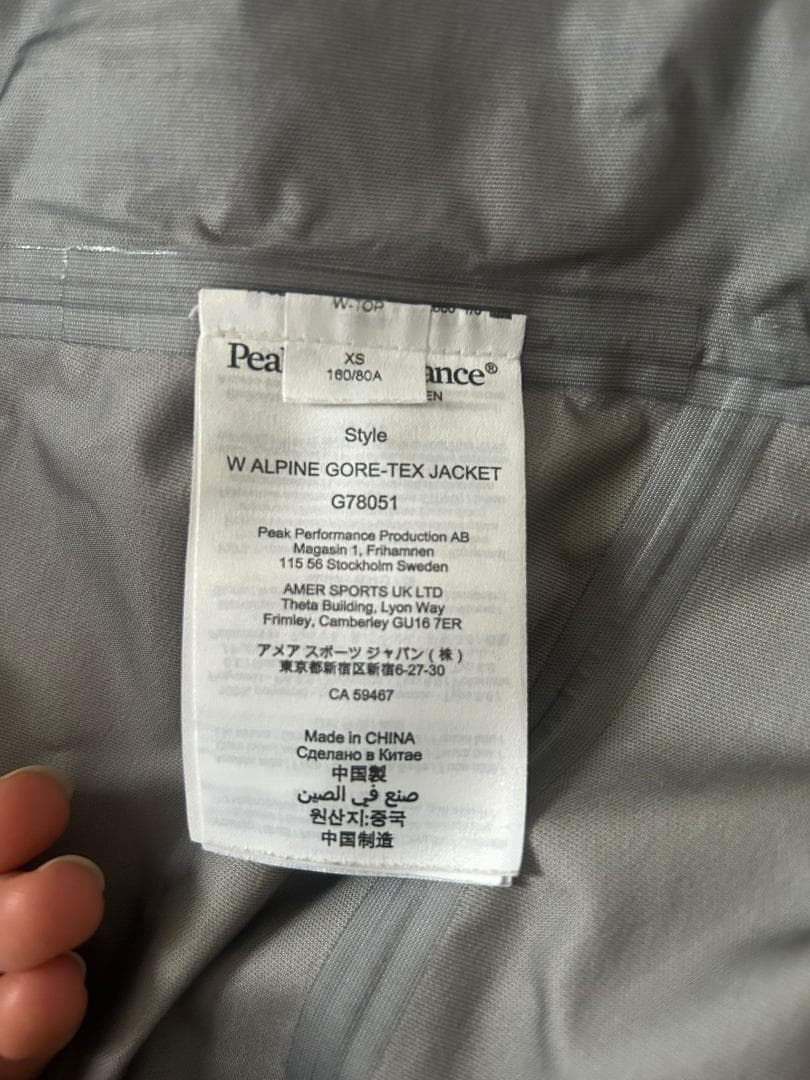 W-TOP
XS
160/80A
Pea ance®
EN
Style
W ALPINE GORE-TEX JACKET
G78051
Peak Performance Production AB
Magasin 1, Frihamnen
115 56 Stockholm Sweden
AMER SPORTS UK LTD
Theta Building, Lyon Way
Frimley, Camberley GU16 7ER
アメア スポーツ ジャパン ( 株 )
東京都新宿区新宿6-27-30
CA 59467
Made in CHINA
Сделано в Китае
中国製
صنع في الصين
원산지:중국
中国制造